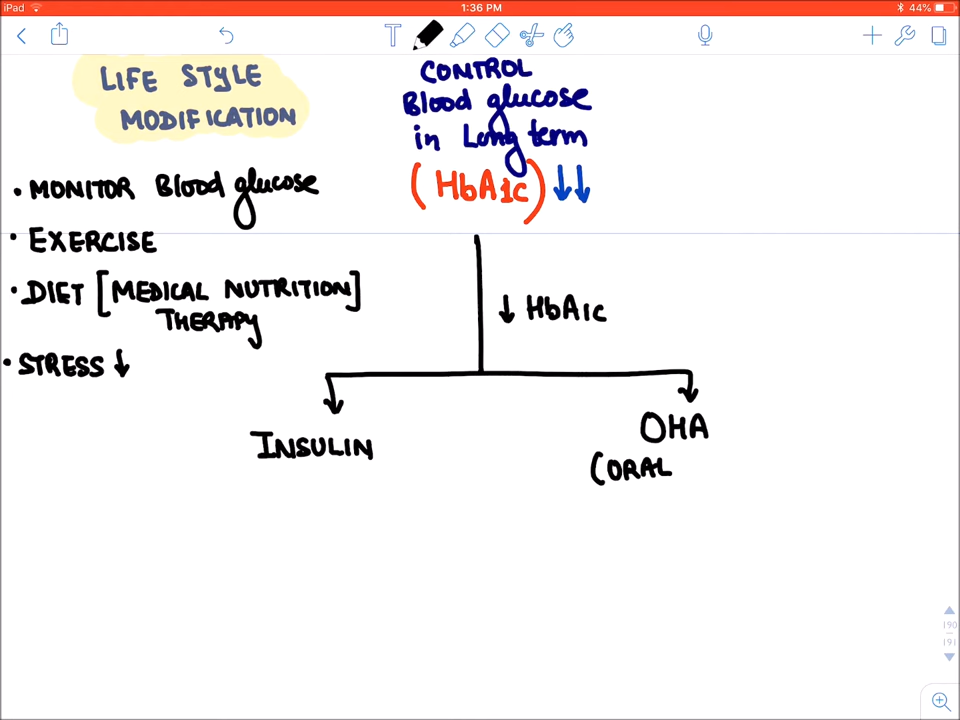 iPad
1:36 PM
44%
T
LIFE STYLE
MODIFICATION
• MONITOR Blood glucose
• EXERCISE
• DIET [MEDICAL NUTRITION]
THERAPY
• STRESS ↓
CONTROL
Blood glucose
in Long term
(HbA1c) ↓↓
↓ HbA1c
INSULIN
OHA
(ORAL
190
(9)